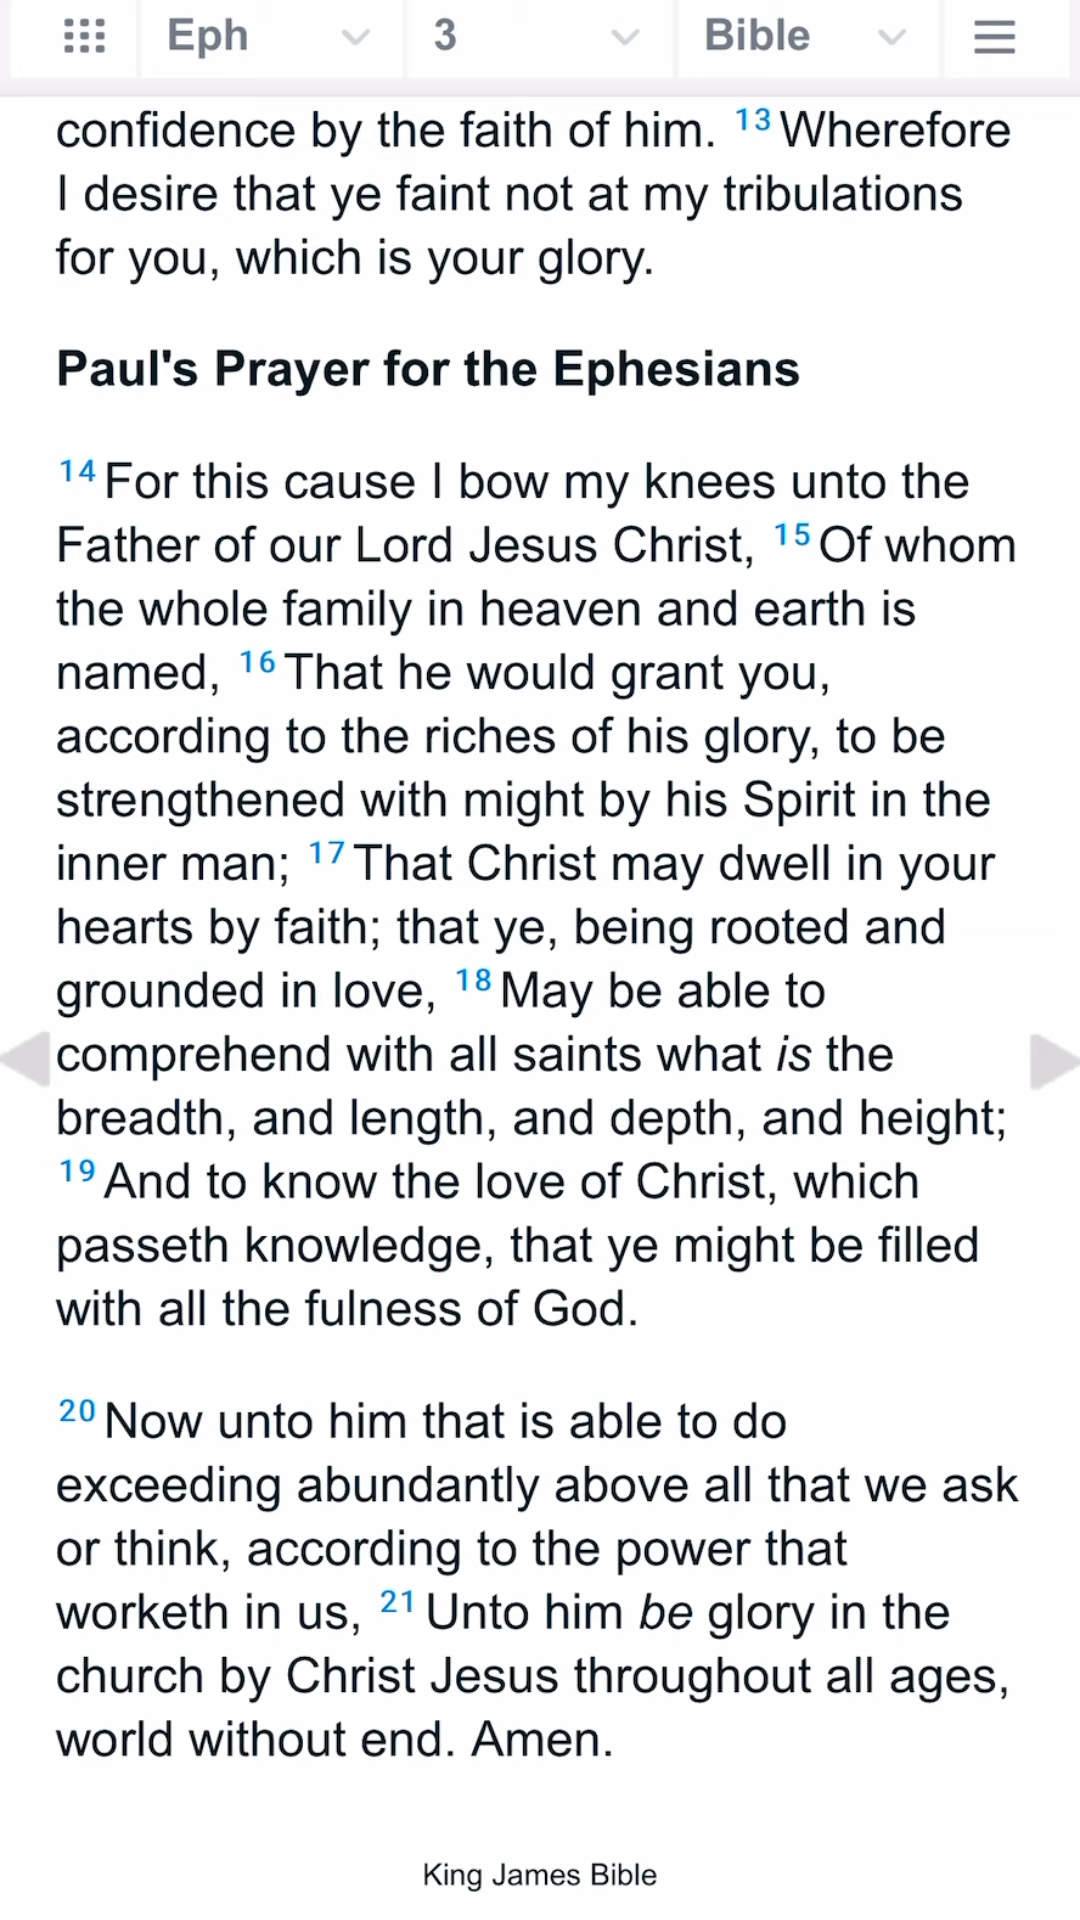 Eph 3 Bible
confidence by the faith of him. 13 Wherefore
I desire that ye faint not at my tribulations
for you, which is your glory.
Paul's Prayer for the Ephesians
14 For this cause I bow my knees unto the
Father of our Lord Jesus Christ, 15 Of whom
the whole family in heaven and earth is
named, 16 That he would grant you,
according to the riches of his glory, to be
strengthened with might by his Spirit in the
inner man; 17 That Christ may dwell in your
hearts by faith; that ye, being rooted and
grounded in love, 18 May be able to
comprehend with all saints what is the
breadth, and length, and depth, and height;
19 And to know the love of Christ, which
passeth knowledge, that ye might be filled
with all the fulness of God.
20 Now unto him that is able to do
exceeding abundantly above all that we ask
or think, according to the power that
worketh in us, 21 Unto him be glory in the
church by Christ Jesus throughout all ages,
world without end. Amen.
King James Bible